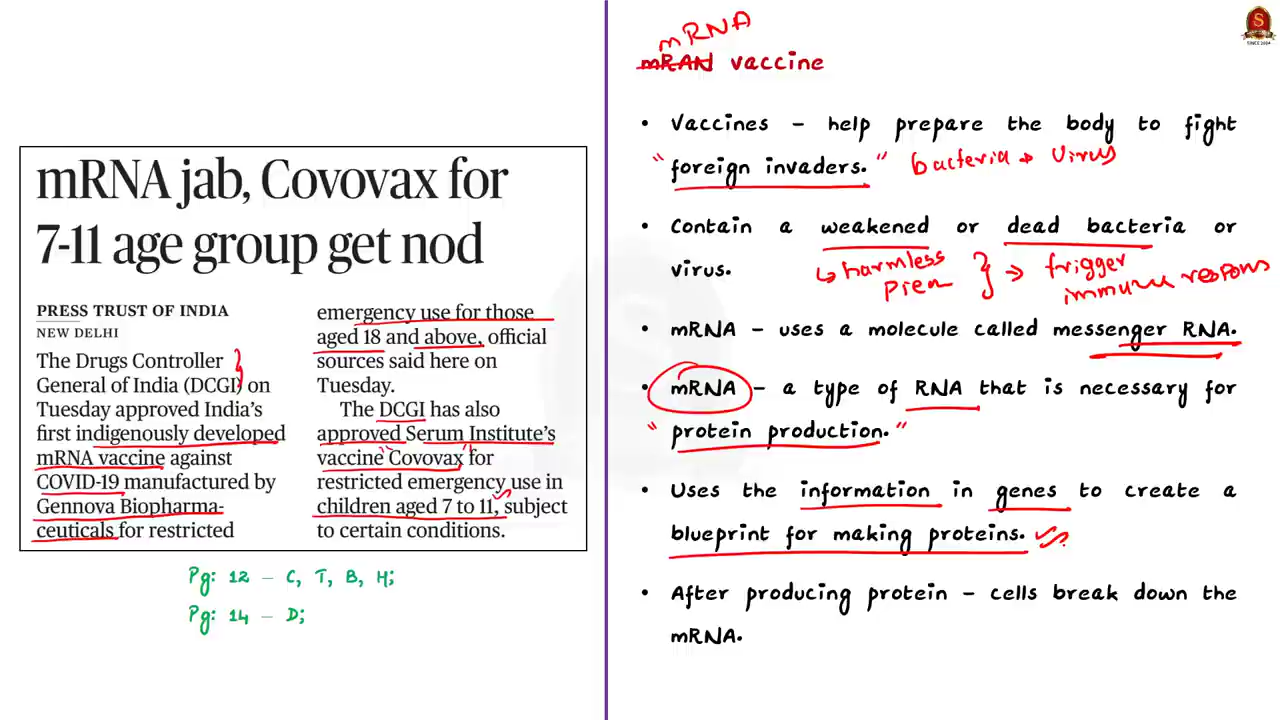 mRNA jab, Covovax for
7-11 age group get nod
PRESS TRUST OF INDIA
NEW DELHI
The Drugs Controller
General of India (DCGI) on
Tuesday approved India's
first indigenously developed
mRNA vaccine against
COVID-19 manufactured by
Gennova Biopharma-
ceuticals for restricted
emergency use for those
aged 18 and above, official
sources said here on
Tuesday.
The DCGI has also
approved Serum Institute's
vaccine Covovax for
restricted emergency use in
children aged 7 to 11, subject
to certain conditions.
Pg: 12 – C, T, B, H;
Pg: 14 – D;
mRNA
mRAN vaccine
• Vaccines – help prepare the body to fight
"foreign invaders." bacteria → virus
• Contain a weakened or dead bacteria or
virus. ↳ harmless } → trigger
immune respons
• mRNA – uses a molecule called messenger RNA.
• mRNA – a type of RNA that is necessary for
"protein production."
• Uses the information in genes to create a
blueprint for making proteins.
• After producing protein – cells break down the
mRNA.
S
SINCE 2004